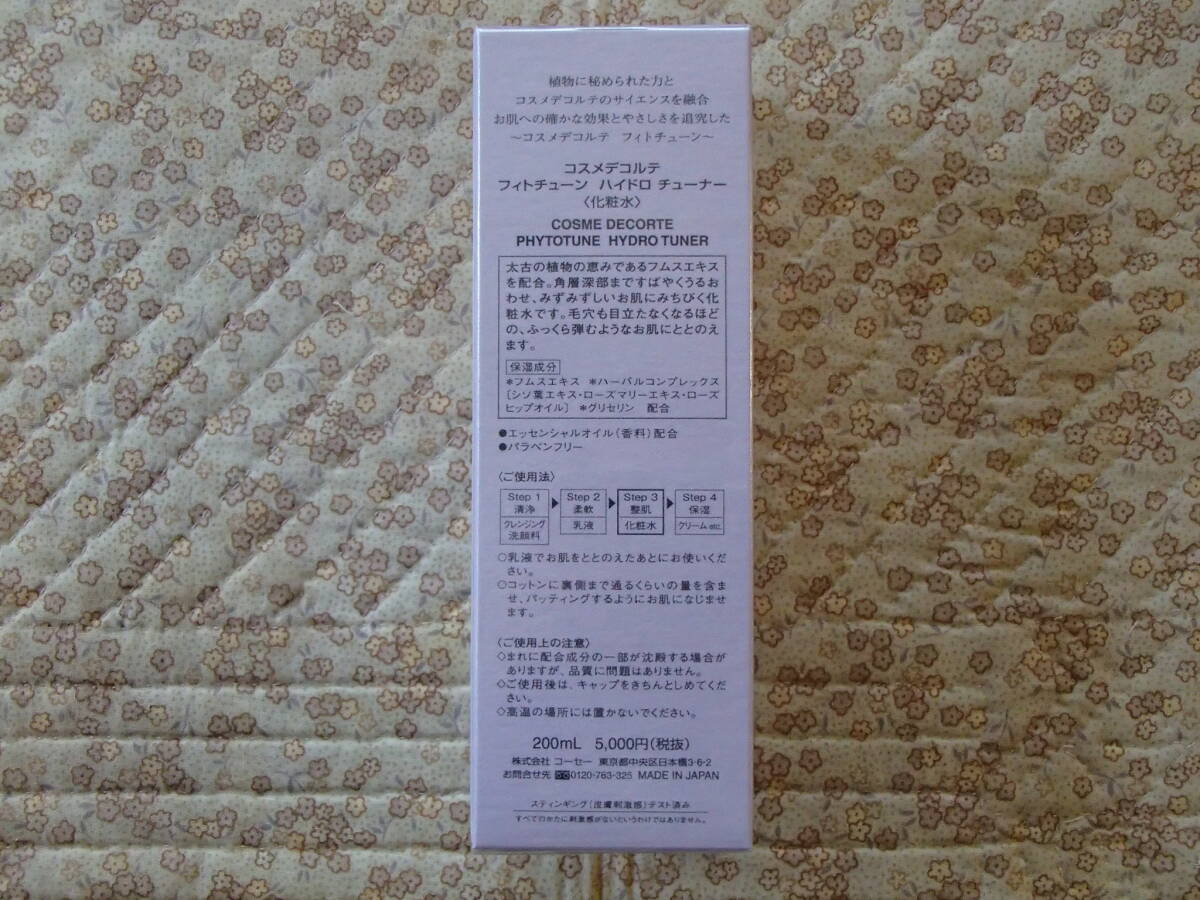 植物に秘められた力と
コスメデコルテのサイエンスを融合
お肌への確かな効果とやさしさを追究した
〜コスメデコルテ　フィトチューン〜
コスメデコルテ
フィトチューン ハイドロ チューナー
〈化粧水〉
COSME DECORTE
PHYTOTUNE HYDRO TUNER
太古の植物の恵みであるフムスエキス
を配合。角層深部まですばやくうるお
わせ、みずみずしいお肌にみちびく化
粧水です。毛穴も目立たなくなるほど
の、ふっくら弾むようなお肌にととのえ
ます。
保湿成分
＊フムスエキス ＊ハーバルコンプレックス
［シソ葉エキス・ローズマリーエキス・ローズ
ヒップオイル］ ＊グリセリン 配合
●エッセンシャルオイル（香料）配合
●パラベンフリー
〈ご使用法〉
Step 1 Step 2 Step 3 Step 4
清浄 柔軟 整肌 保湿
クレンジング 乳液 化粧水 クリーム etc.
洗顔料
○乳液でお肌をととのえたあとにお使いくだ
さい。
○コットンに裏側まで通るくらいの量を含ま
せ、パッティングするようにお肌になじませ
ます。
〈ご使用上の注意〉
◇まれに配合成分の一部が沈殿する場合が
ありますが、品質に問題はありません。
◇ご使用後は、キャップをきちんとしめてくだ
さい。
◇高温の場所には置かないでください。
200mL 5,000円（税抜）
株式会社 コーセー 東京都中央区日本橋3-6-2
お問合せ先 0120-763-325 MADE IN JAPAN
スティンギング［皮膚刺激感］テスト済み
すべてのかたに刺激感がないというわけではありません。